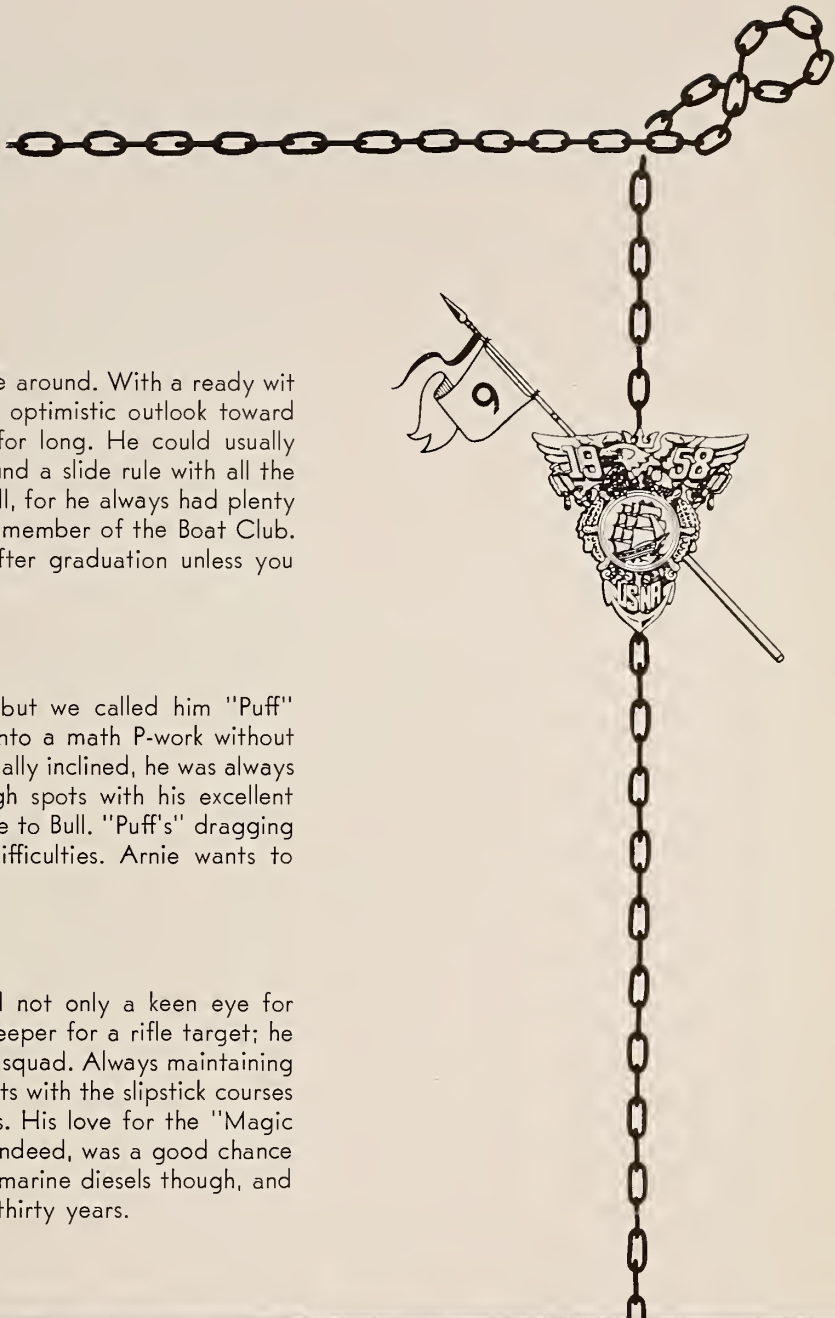 e around. With a ready wit
optimistic outlook toward
for long. He could usually
und a slide rule with all the
ll, for he always had plenty
member of the Boat Club.
fter graduation unless you
but we called him "Puff"
nto a math P-work without
ally inclined, he was always
gh spots with his excellent
e to Bull. "Puff's" dragging
ifficulties. Arnie wants to
l not only a keen eye for
eeper for a rifle target; he
squad. Always maintaining
ts with the slipstick courses
s. His love for the "Magic
ndeed, was a good chance
marine diesels though, and
thirty years.
9
19 58
USNA